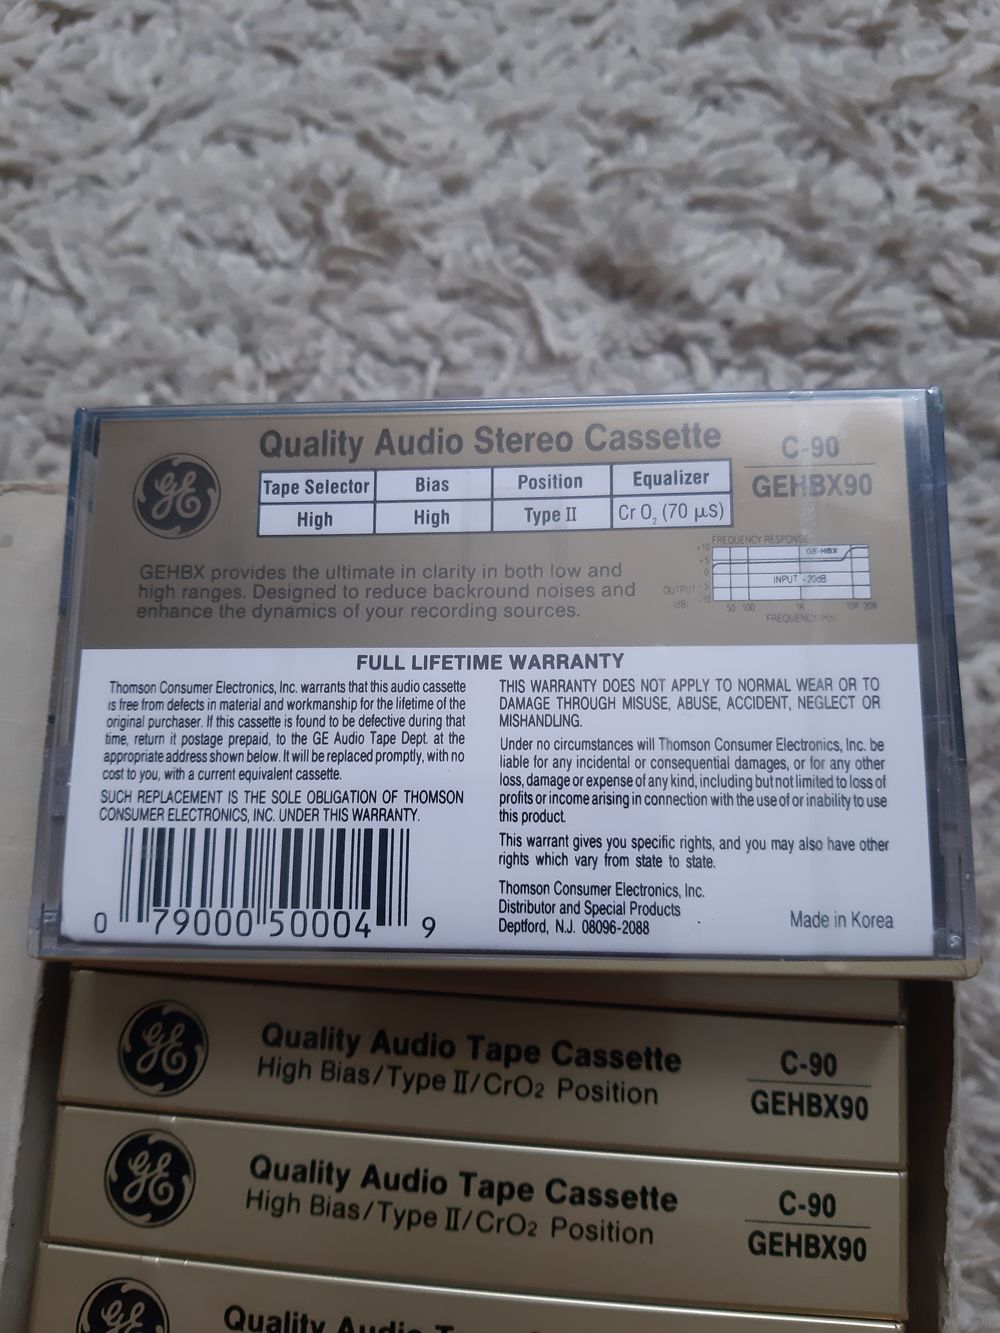 GE
Quality Audio Stereo Cassette
C-90
GEHBX90
Tape Selector Bias Position Equalizer
High High Type II Cr O2 (70 µS)
GEHBX provides the ultimate in clarity in both low and
high ranges. Designed to reduce backround noises and
enhance the dynamics of your recording sources.
FREQUENCY RESPONSE
+10
+5
0
-5
-10
OUTPUT
(dB)
GE-HBX
INPUT -20dB
50 100 1K 10K 20K
FREQUENCY (Hz)
FULL LIFETIME WARRANTY
Thomson Consumer Electronics, Inc. warrants that this audio cassette
is free from defects in material and workmanship for the lifetime of the
original purchaser. If this cassette is found to be defective during that
time, return it postage prepaid, to the GE Audio Tape Dept. at the
appropriate address shown below. It will be replaced promptly, with no
cost to you, with a current equivalent cassette.
SUCH REPLACEMENT IS THE SOLE OBLIGATION OF THOMSON
CONSUMER ELECTRONICS, INC. UNDER THIS WARRANTY.
0 79000 50004 9
THIS WARRANTY DOES NOT APPLY TO NORMAL WEAR OR TO
DAMAGE THROUGH MISUSE, ABUSE, ACCIDENT, NEGLECT OR
MISHANDLING.
Under no circumstances will Thomson Consumer Electronics, Inc. be
liable for any incidental or consequential damages, or for any other
loss, damage or expense of any kind, including but not limited to loss of
profits or income arising in connection with the use of or inability to use
this product.
This warrant gives you specific rights, and you may also have other
rights which vary from state to state.
Thomson Consumer Electronics, Inc.
Distributor and Special Products
Deptford, N.J. 08096-2088
Made in Korea
GE
Quality Audio Tape Cassette
High Bias/Type II/CrO2 Position
C-90
GEHBX90
GE
Quality Audio Tape Cassette
High Bias/Type II/CrO2 Position
C-90
GEHBX90
GE
Quality Audio